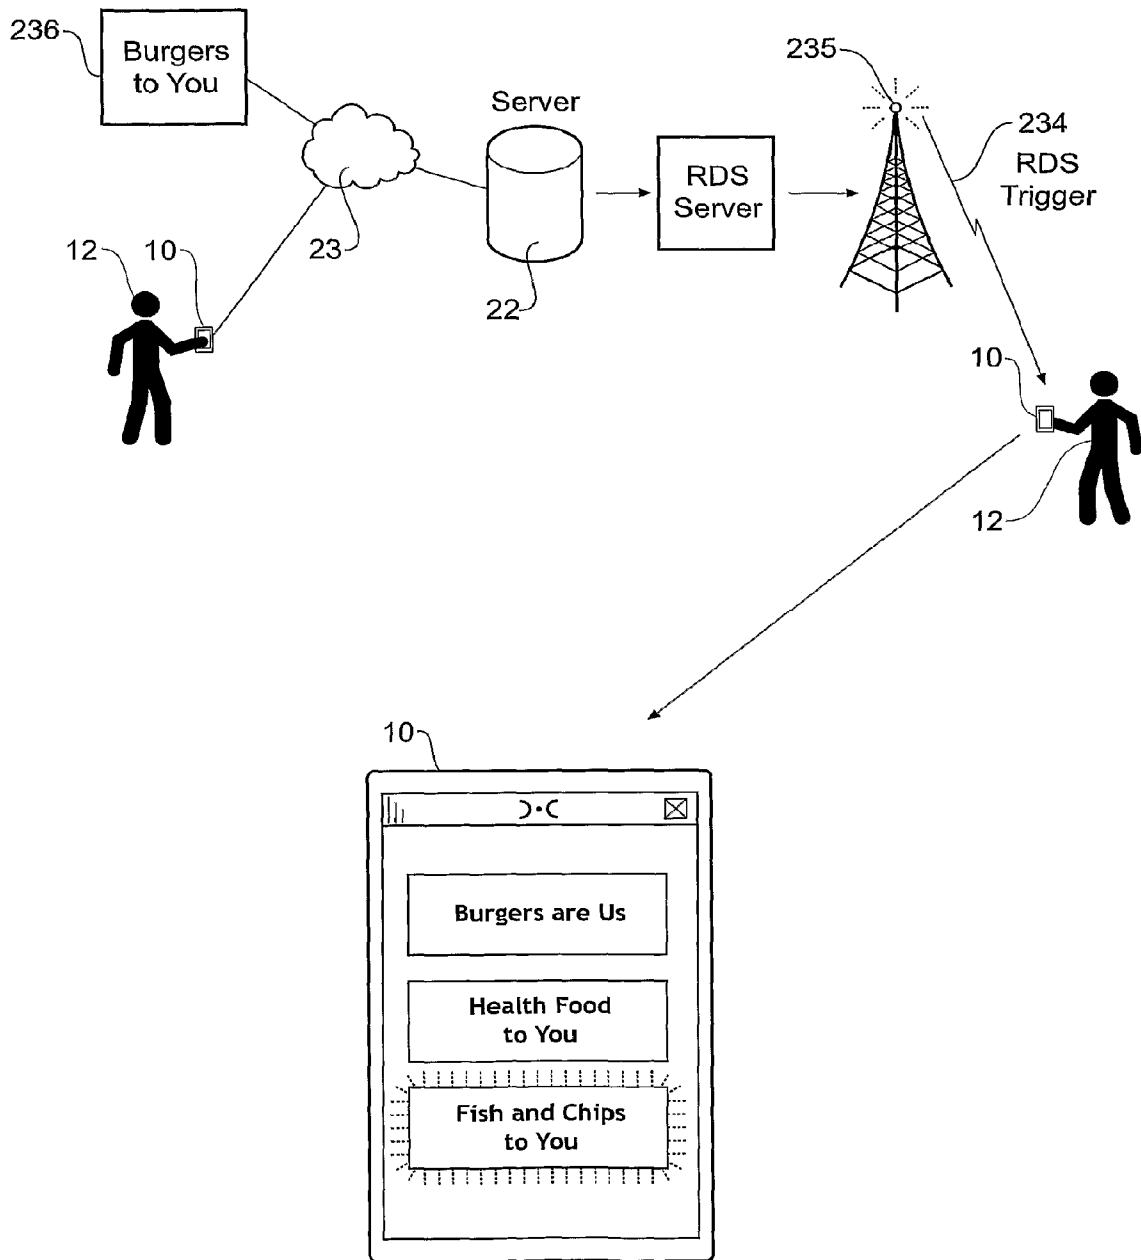 236
Burgers
to You
Server
235
234
RDS
Trigger
RDS
Server
12
10
23
22
10
12
10
Burgers are Us
Health Food
to You
Fish and Chips
to You